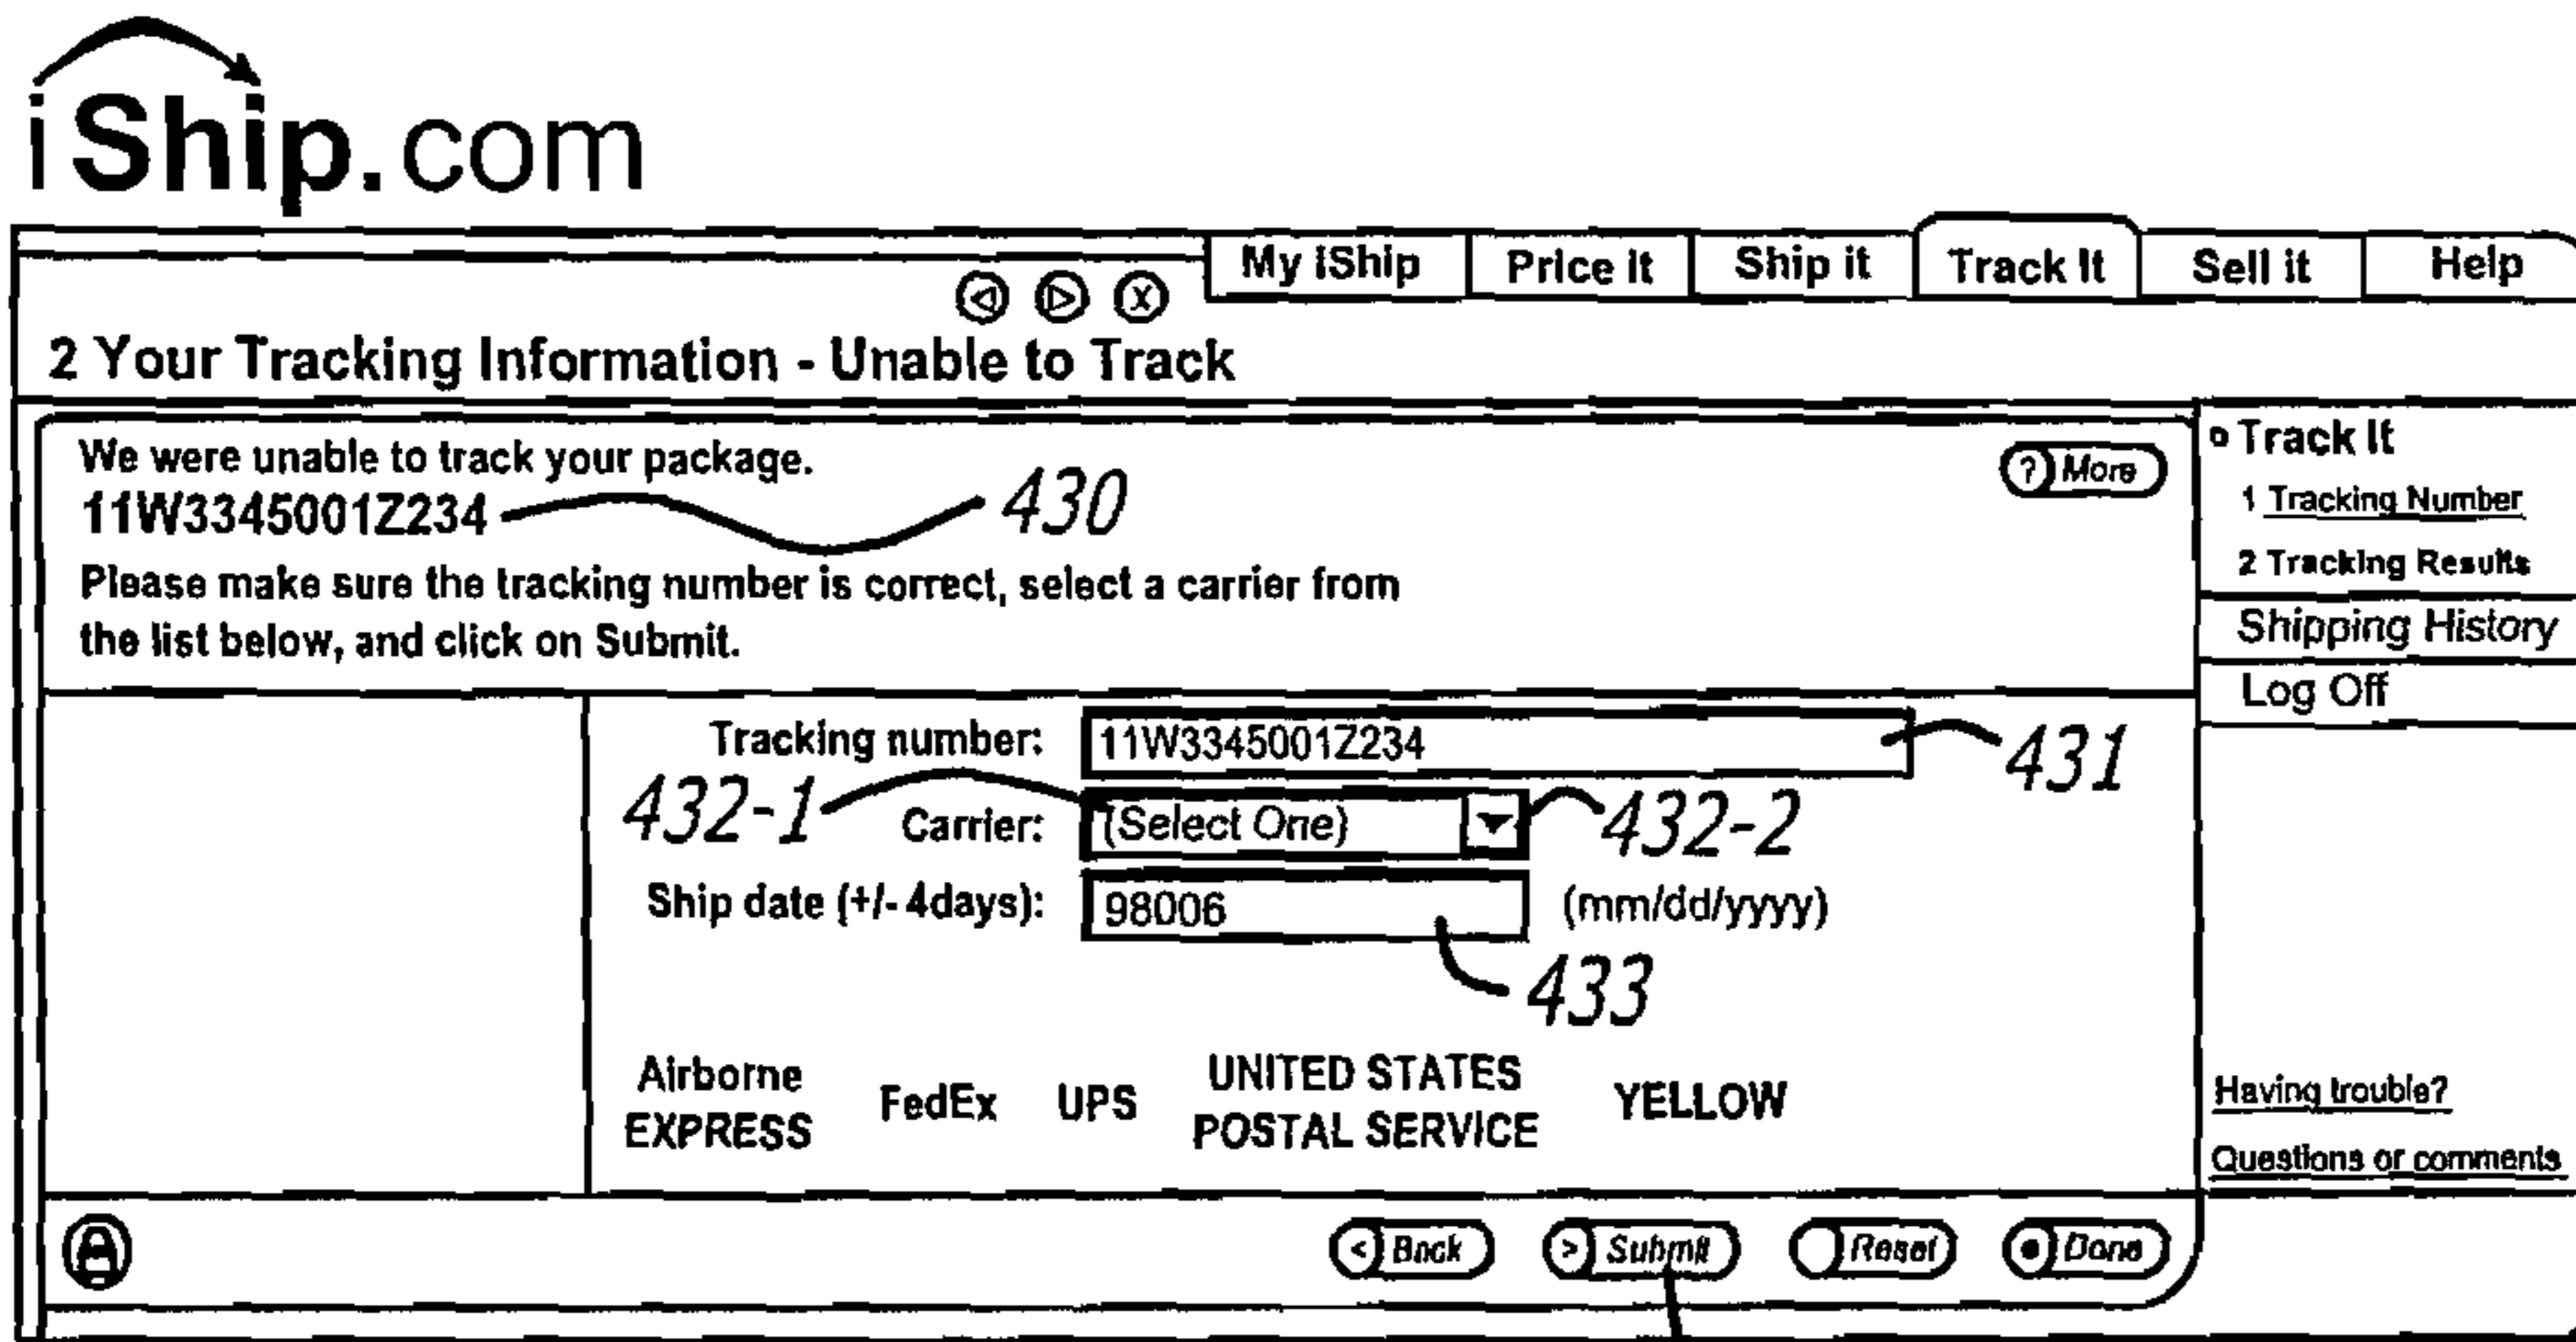 iShip.com
My iShip Price It Ship it Track It Sell it Help
2 Your Tracking Information - Unable to Track
We were unable to track your package.
? More
11W3345001Z234
430
Please make sure the tracking number is correct, select a carrier from
the list below, and click on Submit.
Tracking number: 11W3345001Z234
431
432-1
Carrier: (Select One)
432-2
Ship date (+/- 4days): 98006 (mm/dd/yyyy)
433
Airborne
EXPRESS
FedEx
UPS
UNITED STATES
POSTAL SERVICE
YELLOW
< Back > Submit Reset Done
Track It
1 Tracking Number
2 Tracking Results
Shipping History
Log Off
Having trouble?
Questions or comments